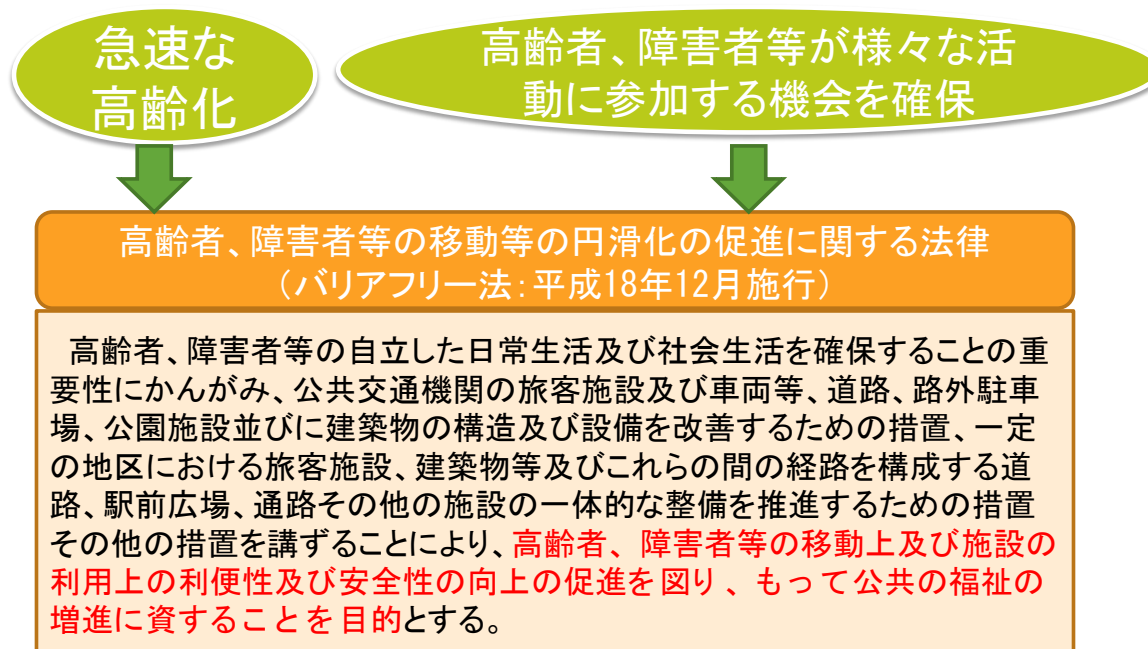 急速な
高齢化
高齢者、障害者等が様々な活
動に参加する機会を確保
高齢者、障害者等の移動等の円滑化の促進に関する法律
（バリアフリー法：平成18年12月施行）
高齢者、障害者等の自立した日常生活及び社会生活を確保することの重
要性にかんがみ、公共交通機関の旅客施設及び車両等、道路、路外駐車
場、公園施設並びに建築物の構造及び設備を改善するための措置、一定
の地区における旅客施設、建築物等及びこれらの間の経路を構成する道
路、駅前広場、通路その他の施設の一体的な整備を推進するための措置
その他の措置を講ずることにより、高齢者、障害者等の移動上及び施設の
利用上の利便性及び安全性の向上の促進を図り、もって公共の福祉の
増進に資することを目的とする。